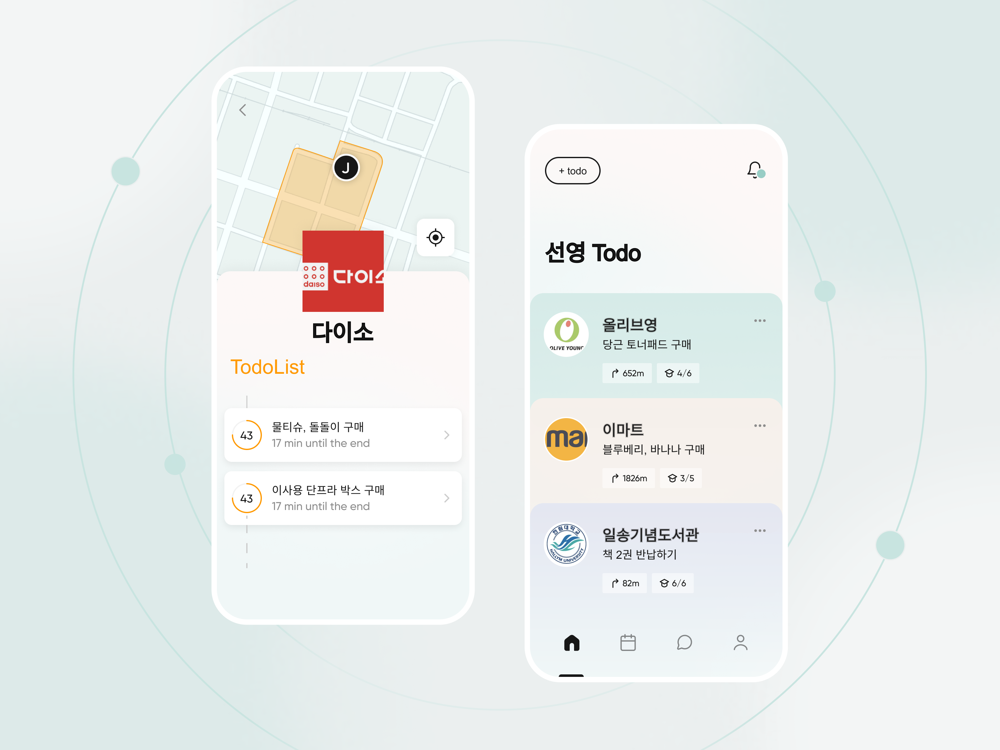 J
daiso 다이소
다이소
TodoList
43
물티슈, 돌돌이 구매
17 min until the end
43
이사용 단프라 박스 구매
17 min until the end
+ todo
선영 Todo
OLIVE YOUNG
올리브영
당근 토너패드 구매
652m
4/6
ma
이마트
블루베리, 바나나 구매
1826m
3/5
한림대학교
HALLYM UNIVERSITY
일송기념도서관
책 2권 반납하기
82m
6/6